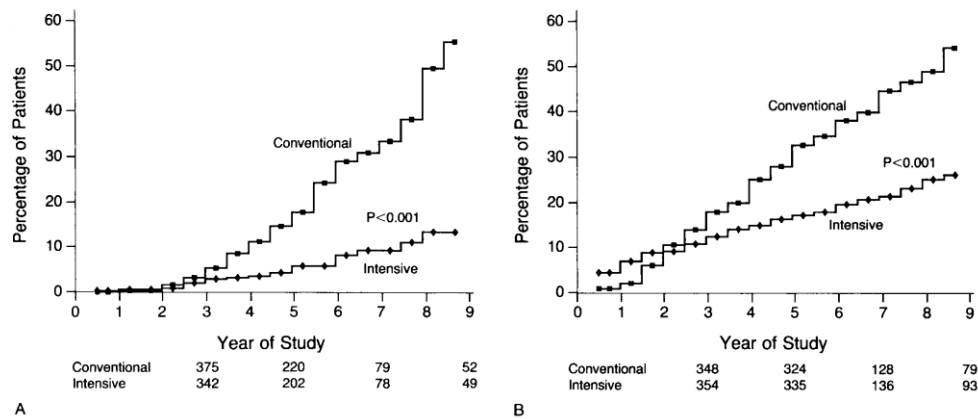 60
50
40
30
20
10
0
Percentage of Patients
Conventional
P<0.001
Intensive
0 1 2 3 4 5 6 7 8 9
Year of Study
Conventional 375 220 79 52
Intensive 342 202 78 49
A
60
50
40
30
20
10
0
Percentage of Patients
Conventional
P<0.001
Intensive
0 1 2 3 4 5 6 7 8 9
Year of Study
Conventional 348 324 128 79
Intensive 354 335 136 93
B